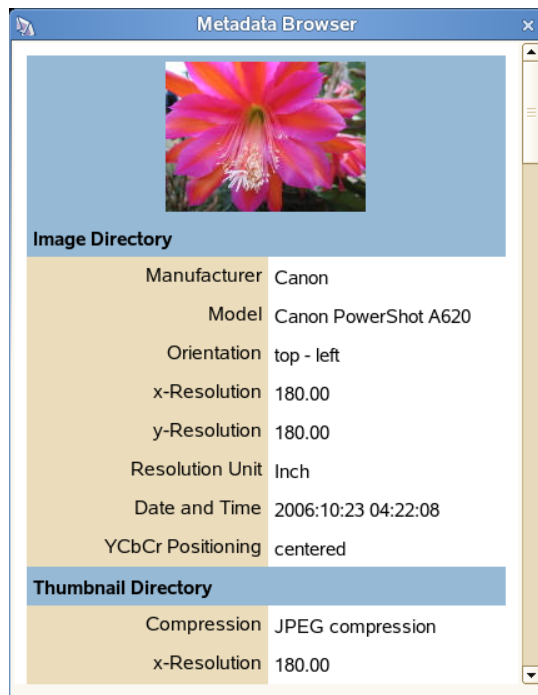 Metadata Browser
Image Directory
Manufacturer Canon
Model Canon PowerShot A620
Orientation top - left
x-Resolution 180.00
y-Resolution 180.00
Resolution Unit Inch
Date and Time 2006:10:23 04:22:08
YCbCr Positioning centered
Thumbnail Directory
Compression JPEG compression
x-Resolution 180.00